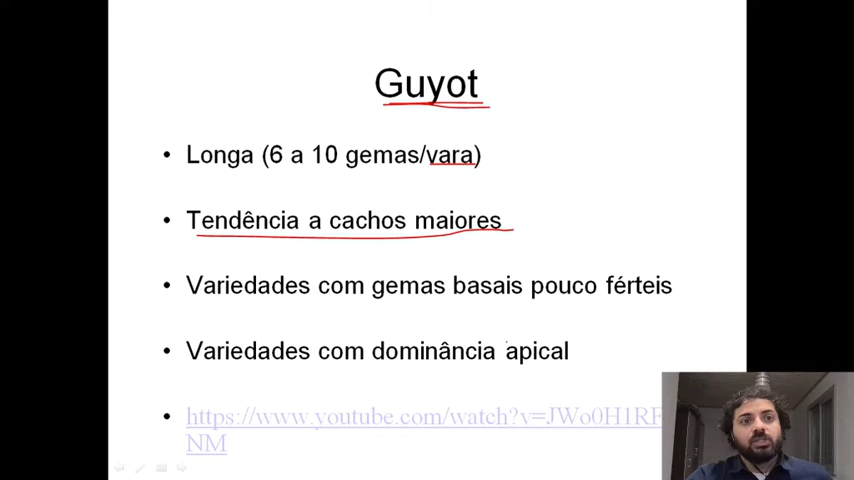 Guyot
• Longa (6 a 10 gemas/vara)
• Tendência a cachos maiores
• Variedades com gemas basais pouco férteis
• Variedades com dominância apical
• https://www.youtube.com/watch?v=JWo0H1RF
NM